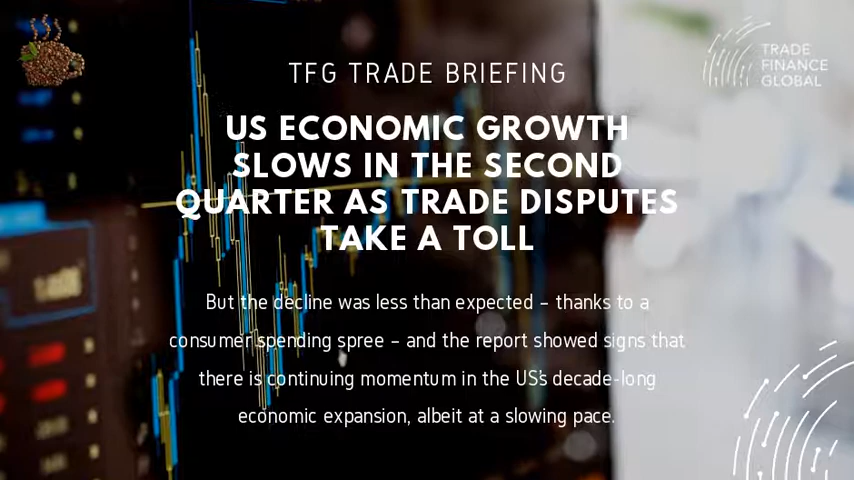 TFG TRADE BRIEFING
TRADE
FINANCE
GLOBAL
US ECONOMIC GROWTH
SLOWS IN THE SECOND
QUARTER AS TRADE DISPUTES
TAKE A TOLL
But the decline was less than expected – thanks to a
consumer spending spree – and the report showed signs that
there is continuing momentum in the US's decade-long
economic expansion, albeit at a slowing pace.